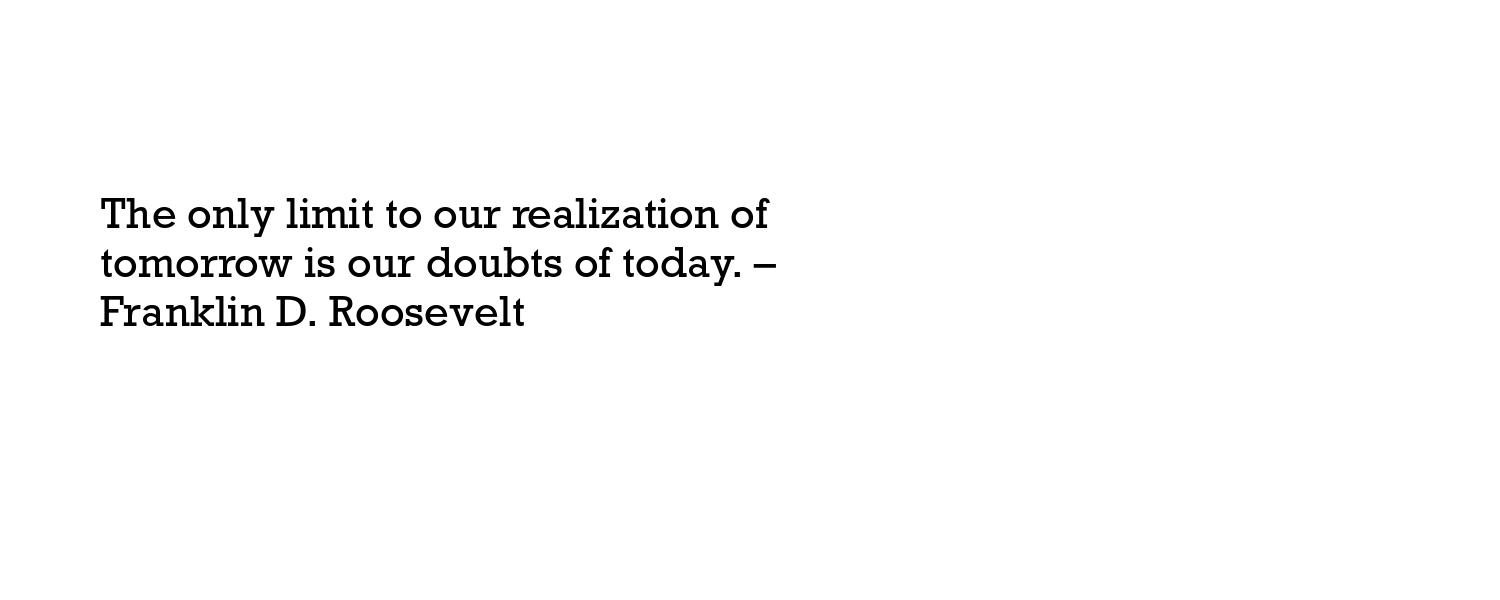 The only limit to our realization of
tomorrow is our doubts of today. –
Franklin D. Roosevelt